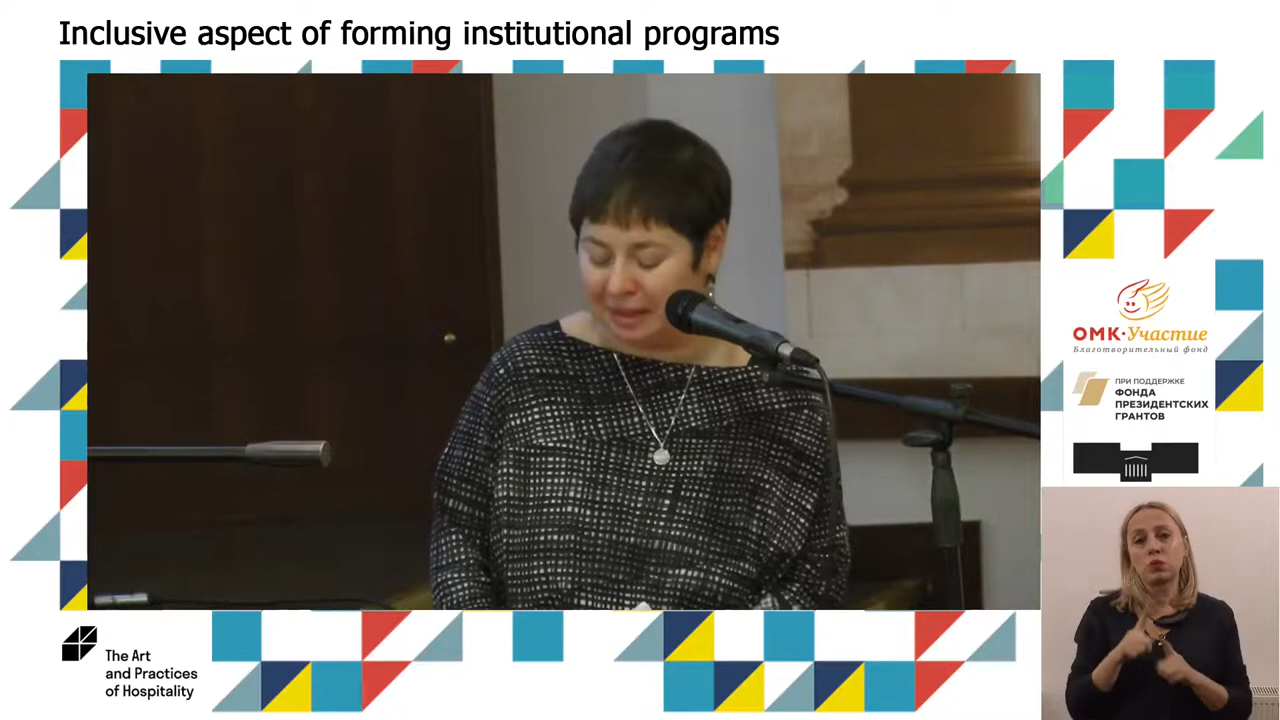 Inclusive aspect of forming institutional programs
ОМК·Участие
Благотворительный фонд
ПРИ ПОДДЕРЖКЕ
ФОНДА
ПРЕЗИДЕНТСКИХ
ГРАНТОВ
The Art
and Practices
of Hospitality